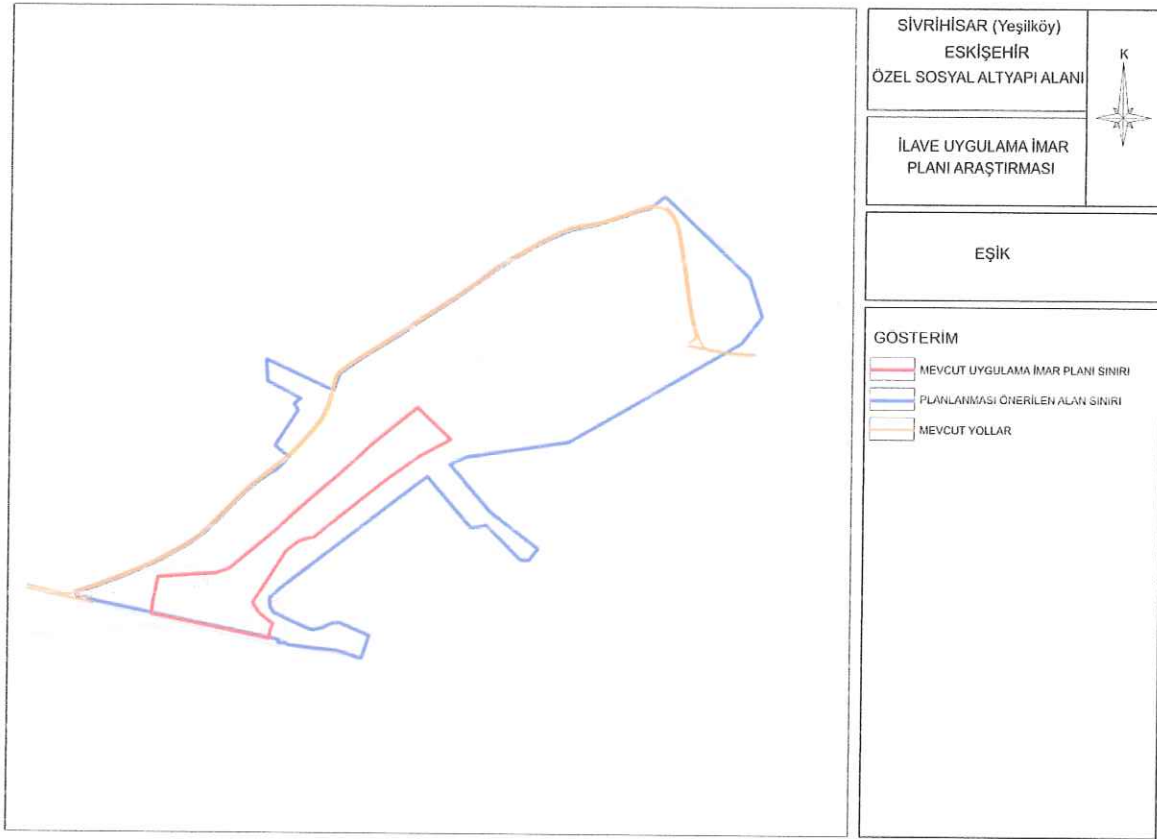 SİVRİHİSAR (Yeşilköy)
ESKİŞEHİR
ÖZEL SOSYAL ALTYAPI ALANI
K
İLAVE UYGULAMA İMAR
PLANI ARAŞTIRMASI
EŞİK
GÖSTERİM
MEVCUT UYGULAMA İMAR PLANI SINIRI
PLANLANMASI ÖNERİLEN ALAN SINIRI
MEVCUT YOLLAR